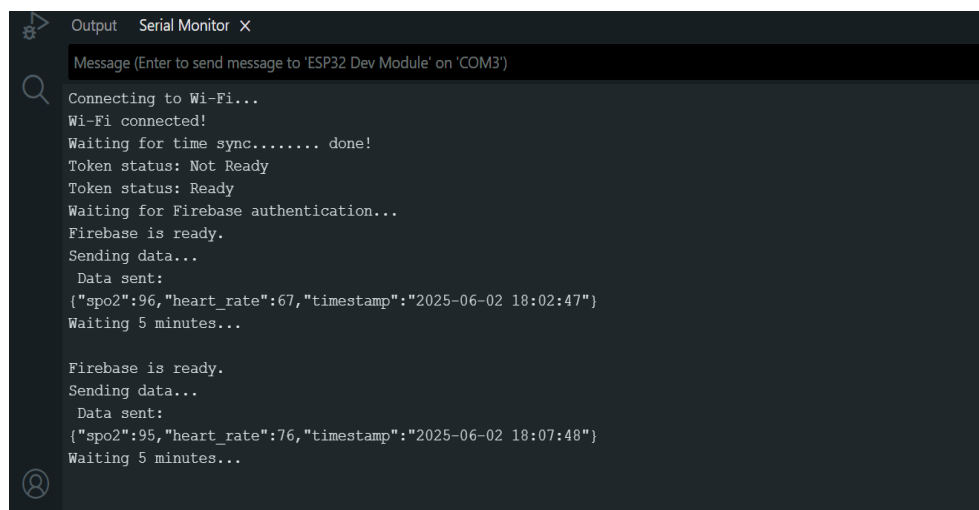 Output Serial Monitor X
Message (Enter to send message to 'ESP32 Dev Module' on 'COM3')
Connecting to Wi-Fi...
Wi-Fi connected!
Waiting for time sync........ done!
Token status: Not Ready
Token status: Ready
Waiting for Firebase authentication...
Firebase is ready.
Sending data...
Data sent:
{"spo2":96,"heart_rate":67,"timestamp":"2025-06-02 18:02:47"}
Waiting 5 minutes...
Firebase is ready.
Sending data...
Data sent:
{"spo2":95,"heart_rate":76,"timestamp":"2025-06-02 18:07:48"}
Waiting 5 minutes...